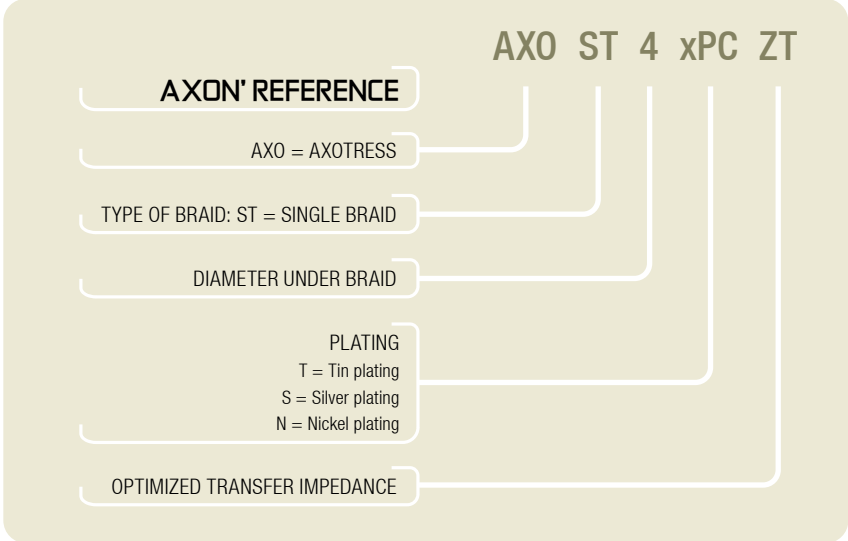 AXO ST 4 xPC ZT
AXON' REFERENCE
AXO = AXOTRESS
TYPE OF BRAID: ST = SINGLE BRAID
DIAMETER UNDER BRAID
PLATING
T = Tin plating
S = Silver plating
N = Nickel plating
OPTIMIZED TRANSFER IMPEDANCE